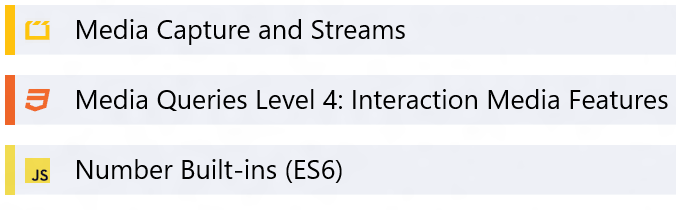 Media Capture and Streams
Media Queries Level 4: Interaction Media Features
JS Number Built-ins (ES6)